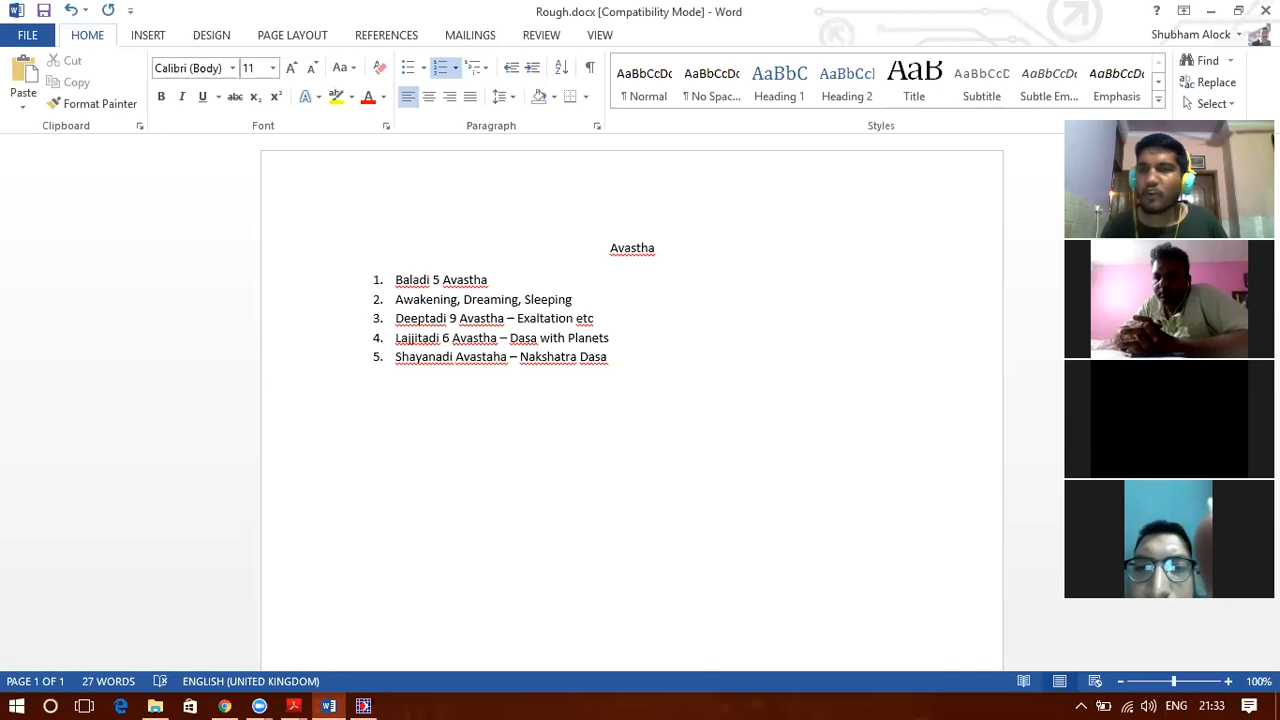 Rough.docx [Compatibility Mode] - Word
FILE
HOME
INSERT
DESIGN
PAGE LAYOUT
REFERENCES
MAILINGS
REVIEW
VIEW
Shubham Alock
Paste
Cut
Copy
Format Painter
Clipboard
Calibri (Body)
11
Font
Paragraph
AaBbCcDc
¶ Normal
AaBbCcDc
¶ No Spac...
AaBbC
Heading 1
AaBbCcC
Heading 2
AaB
Title
AaBbCcD
Subtitle
AaBbCcDc
Subtle Em...
AaBbCcDc
Emphasis
Styles
Find
Replace
Select
Avastha
1. Baladi 5 Avastha
2. Awakening, Dreaming, Sleeping
3. Deeptadi 9 Avastha – Exaltation etc
4. Lajjitadi 6 Avastha – Dasa with Planets
5. Shayanadi Avastaha – Nakshatra Dasa
PAGE 1 OF 1
27 WORDS
ENGLISH (UNITED KINGDOM)
100%
ENG
21:33